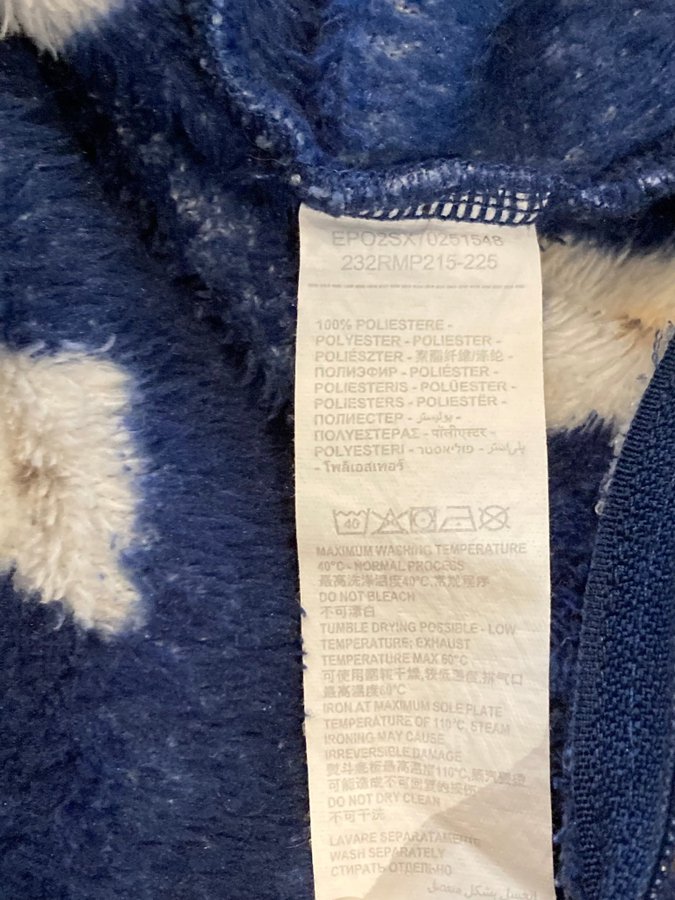 EPO2SX70251548
232RMP215-225
100% POLIESTERE -
POLYESTER - POLIESTER -
POLIÉSZTER - 聚酯纤维/涤纶
ПОЛИЭФИР - POLIÉSTER -
POLIESTERIS - POLÜESTER -
POLIESTERS - POLIESTËR -
ПОЛИЕСТЕР - بوليستر -
ΠΟΛΥΕΣΤΕΡΑΣ - पॉलीएस्टर -
POLYESTERI - פוליאסטר - پلی‌استر
- โพลีเอสเทอร์
40
MAXIMUM WASHING TEMPERATURE
40°C - NORMAL PROCESS
最高洗涤温度40℃,常规程序
DO NOT BLEACH
不可漂白
TUMBLE DRYING POSSIBLE - LOW
TEMPERATURE; EXHAUST
TEMPERATURE MAX 60°C
可使用翻转干燥,较低温度,排气口
最高温度60℃
IRON AT MAXIMUM SOLE PLATE
TEMPERATURE OF 110°C, STEAM
IRONING MAY CAUSE
IRREVERSIBLE DAMAGE
熨斗底板最高温度110℃,蒸汽熨烫
可能造成不可回复的损伤
DO NOT DRY CLEAN
不可干洗
LAVARE SEPARATAMENTE
WASH SEPARATELY
СТИРАТЬ ОТДЕЛЬНО
اغسيل بشكل منفصل